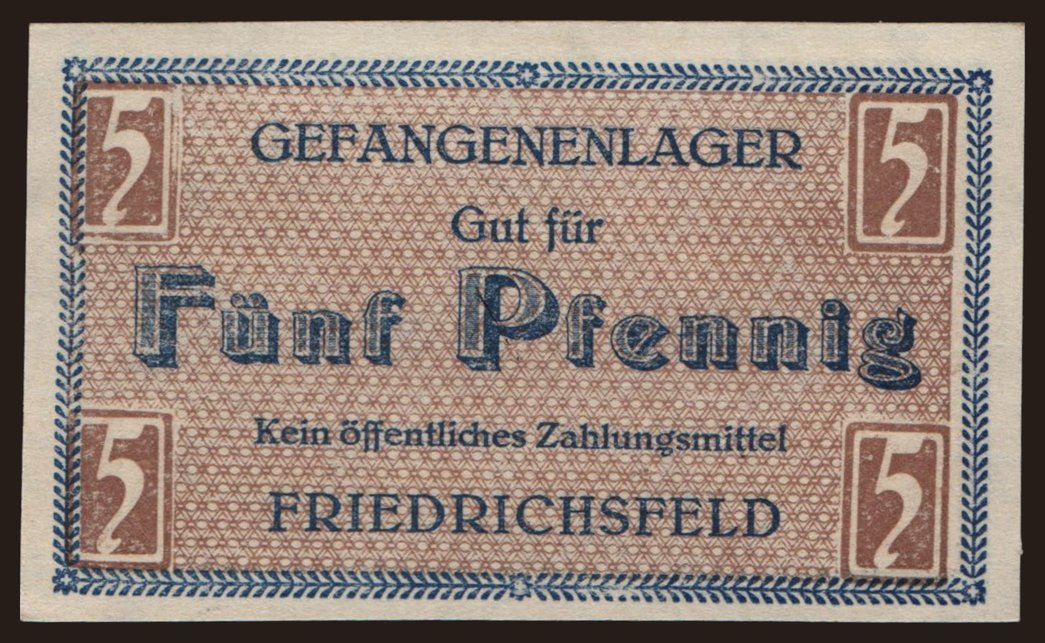 5 5
GEFANGENENLAGER
Gut für
Fünf Pfennig
Kein öffentliches Zahlungsmittel
FRIEDRICHSFELD
5 5